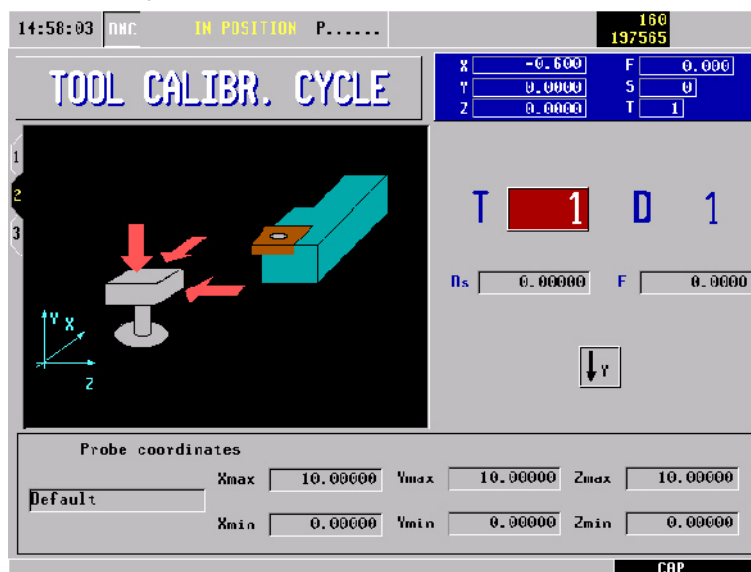 14:58:03 DNC IN POSITION P...... 160
197565
TOOL CALIBR. CYCLE
X -0.600 F 0.000
Y 0.0000 S 0
Z 0.0000 T 1
1
2
3
T 1 D 1
Ds 0.00000 F 0.0000
Y
Y X
Z
Probe coordinates
Default
Xmax 10.00000 Ymax 10.00000 Zmax 10.00000
Xmin 0.00000 Ymin 0.00000 Zmin 0.00000
CAP